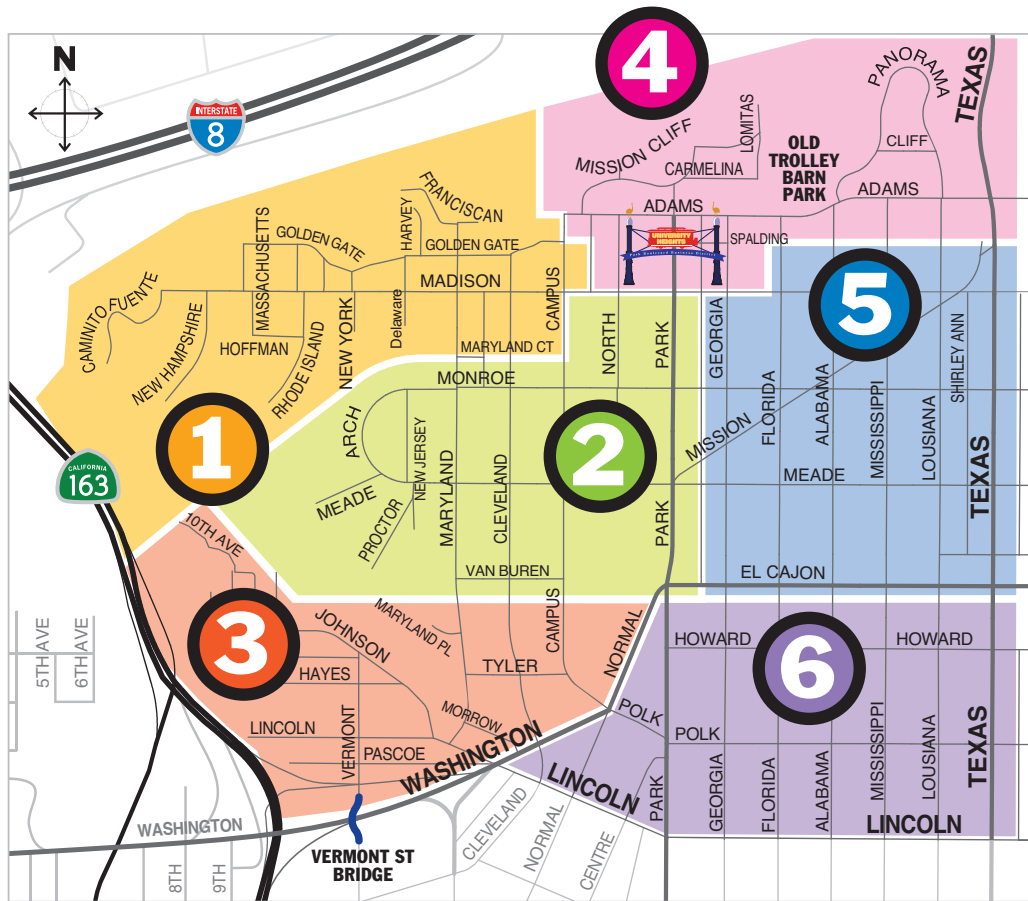 N
INTERSTATE
8
4
PANORAMA
TEXAS
MISSION CLIFF
LOMITAS
CARMELINA
OLD
TROLLEY
BARN
PARK
CLIFF
ADAMS
ADAMS
UNIVERSITY
HEIGHTS
Park Boulevard Business District
SPALDING
FRANCISCAN
HARVEY
MASSACHUSETTS
GOLDEN GATE
GOLDEN GATE
MADISON
CAMPUS
CAMINITO FUENTE
NEW HAMPSHIRE
HOFFMAN
RHODE ISLAND
NEW YORK
Delaware
MARYLAND CT
MONROE
NORTH
PARK
GEORGIA
5
FLORIDA
ALABAMA
MISSISSIPPI
LOUSIANA
SHIRLEY ANN
1
CALIFORNIA
163
ARCH
NEW JERSEY
MARYLAND
CLEVELAND
2
MISSION
MEADE
MEADE
PROCTOR
PARK
TEXAS
10TH AVE
VAN BUREN
EL CAJON
3
JOHNSON
MARYLAND PL
CAMPUS
NORMAL
HOWARD
HOWARD
6
5TH AVE
6TH AVE
HAYES
TYLER
LINCOLN
VERMONT
MORROW
PASCOE
WASHINGTON
POLK
POLK
LINCOLN
PARK
GEORGIA
FLORIDA
ALABAMA
MISSISSIPPI
LOUSIANA
TEXAS
LINCOLN
WASHINGTON
VERMONT ST
BRIDGE
8TH
9TH
CLEVELAND
NORMAL
CENTRE